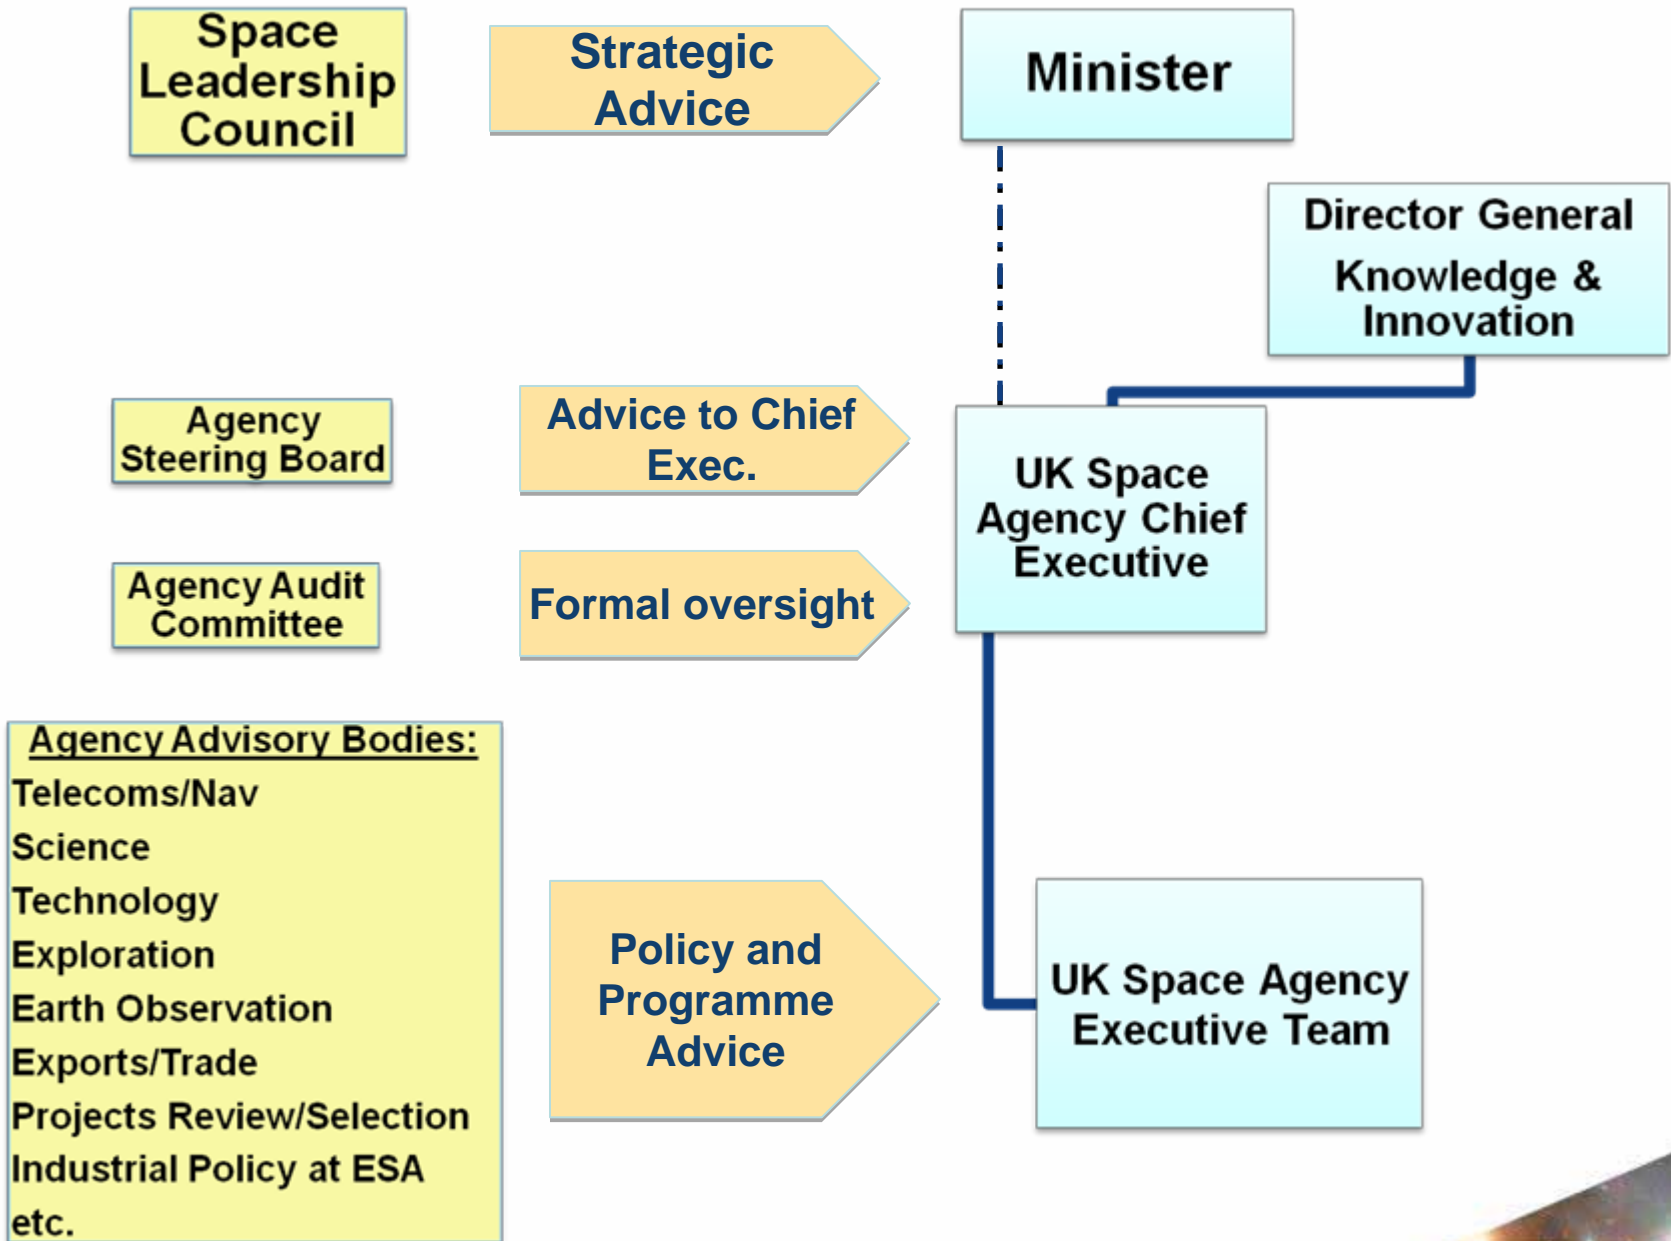 Space
Leadership
Council
Strategic
Advice
Minister
Director General
Knowledge &
Innovation
Agency
Steering Board
Advice to Chief
Exec.
UK Space
Agency Chief
Executive
Agency Audit
Committee
Formal oversight
Agency Advisory Bodies:
Telecoms/Nav
Science
Technology
Exploration
Earth Observation
Exports/Trade
Projects Review/Selection
Industrial Policy at ESA
etc.
Policy and
Programme
Advice
UK Space Agency
Executive Team